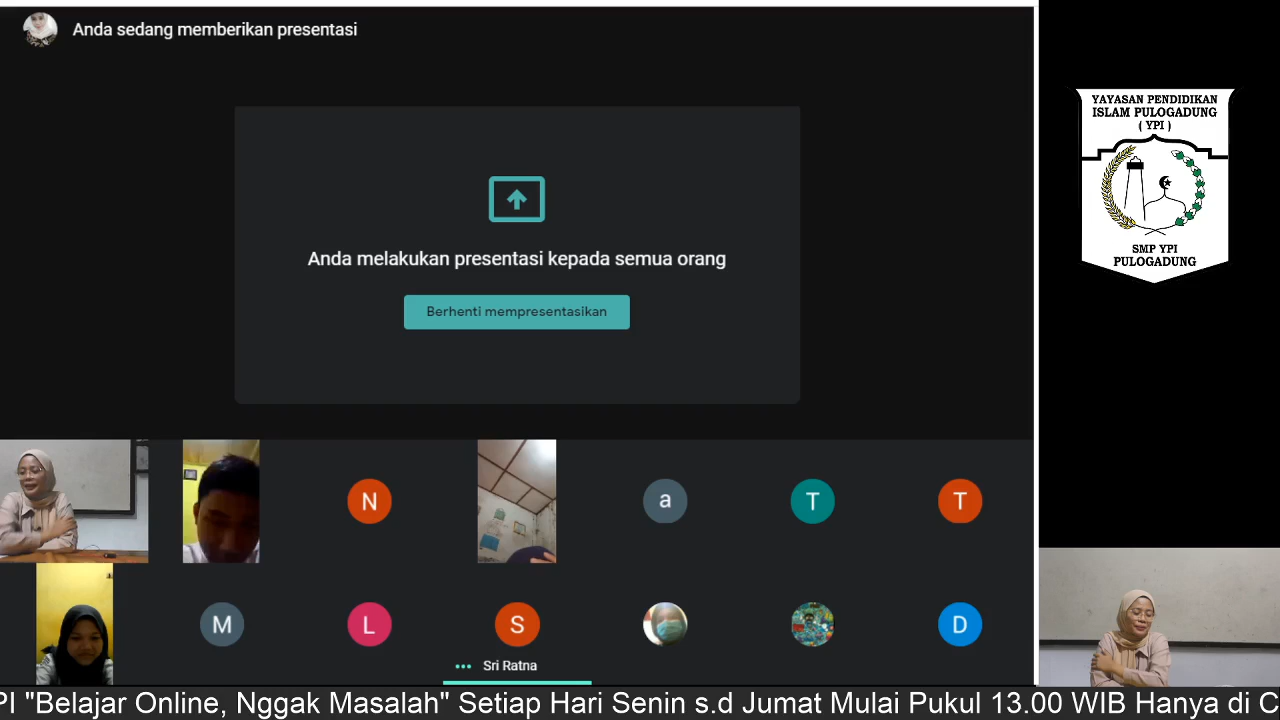 Anda sedang memberikan presentasi
Anda melakukan presentasi kepada semua orang
Berhenti mempresentasikan
YAYASAN PENDIDIKAN
ISLAM PULOGADUNG
( YPI )
SMP YPI
PULOGADUNG
N
a
T
T
M
L
S
D
Sri Ratna
PI "Belajar Online, Nggak Masalah" Setiap Hari Senin s.d Jumat Mulai Pukul 13.00 WIB Hanya di C